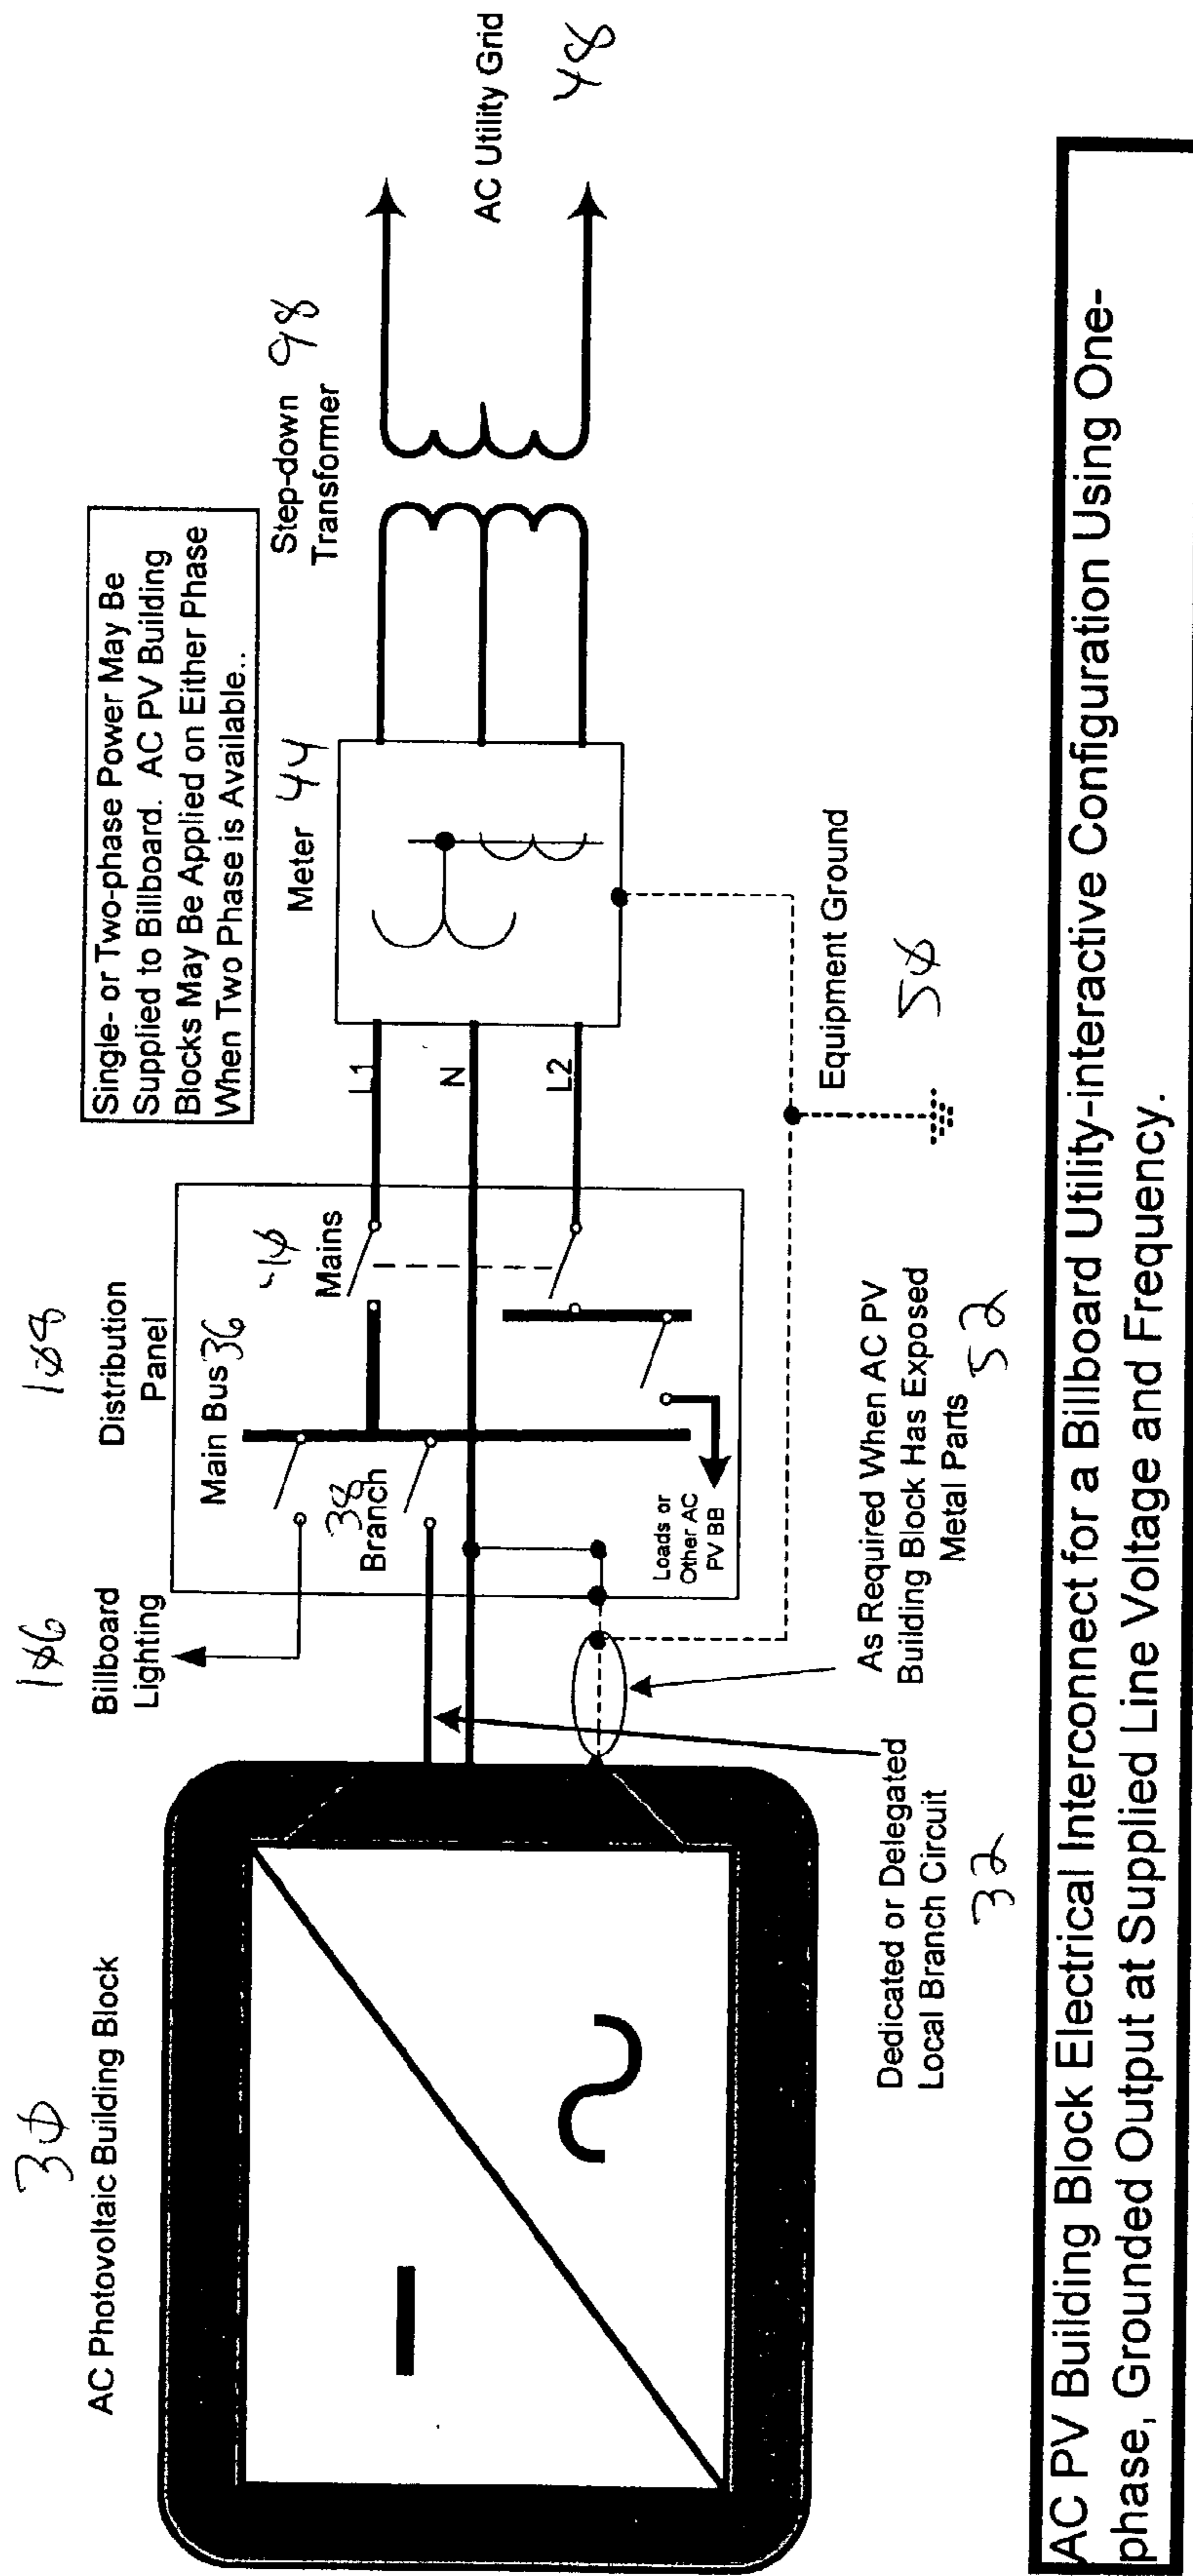 30
AC Photovoltaic Building Block
106
Billboard
Lighting
108
Distribution
Panel
Main Bus 36
38
Branch
40
Mains
Loads or
Other AC
PV BB
L1
N
L2
Single- or Two-phase Power May Be
Supplied to Billboard. AC PV Building
Blocks May Be Applied on Either Phase
When Two Phase is Available..
Meter 44
Step-down 98
Transformer
AC Utility Grid
48
Equipment Ground
50
As Required When AC PV
Building Block Has Exposed
Metal Parts 52
Dedicated or Delegated
Local Branch Circuit
32
AC PV Building Block Electrical Interconnect for a Billboard Utility-interactive Configuration Using One-
phase, Grounded Output at Supplied Line Voltage and Frequency.